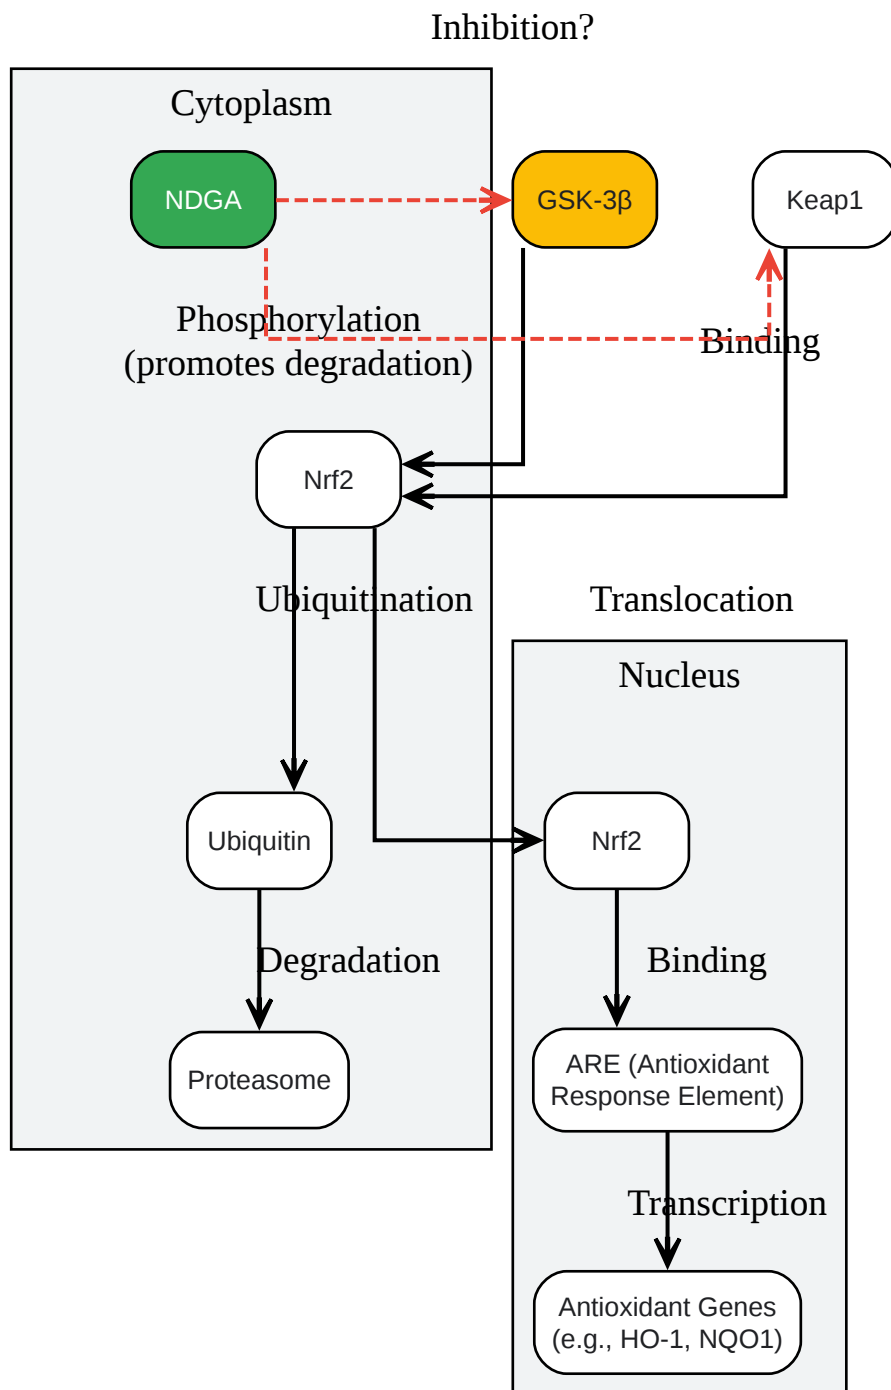 Inhibition?
Cytoplasm
NDGA
GSK-3β
Keap1
Phosphorylation
(promotes degradation)
Binding
Nrf2
Ubiquitination
Translocation
Nucleus
Ubiquitin
Nrf2
Degradation
Binding
Proteasome
ARE (Antioxidant
Response Element)
Transcription
Antioxidant Genes
(e.g., HO-1, NQO1)